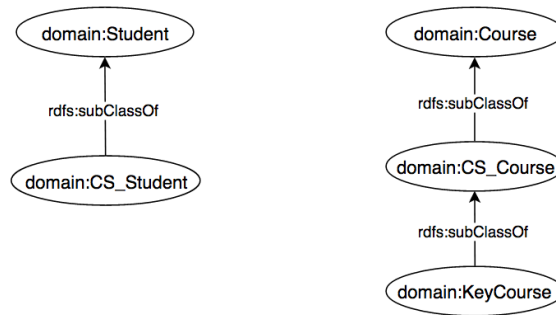 domain:Student
domain:Course
rdfs:subClassOf
rdfs:subClassOf
domain:CS_Student
domain:CS_Course
rdfs:subClassOf
domain:KeyCourse